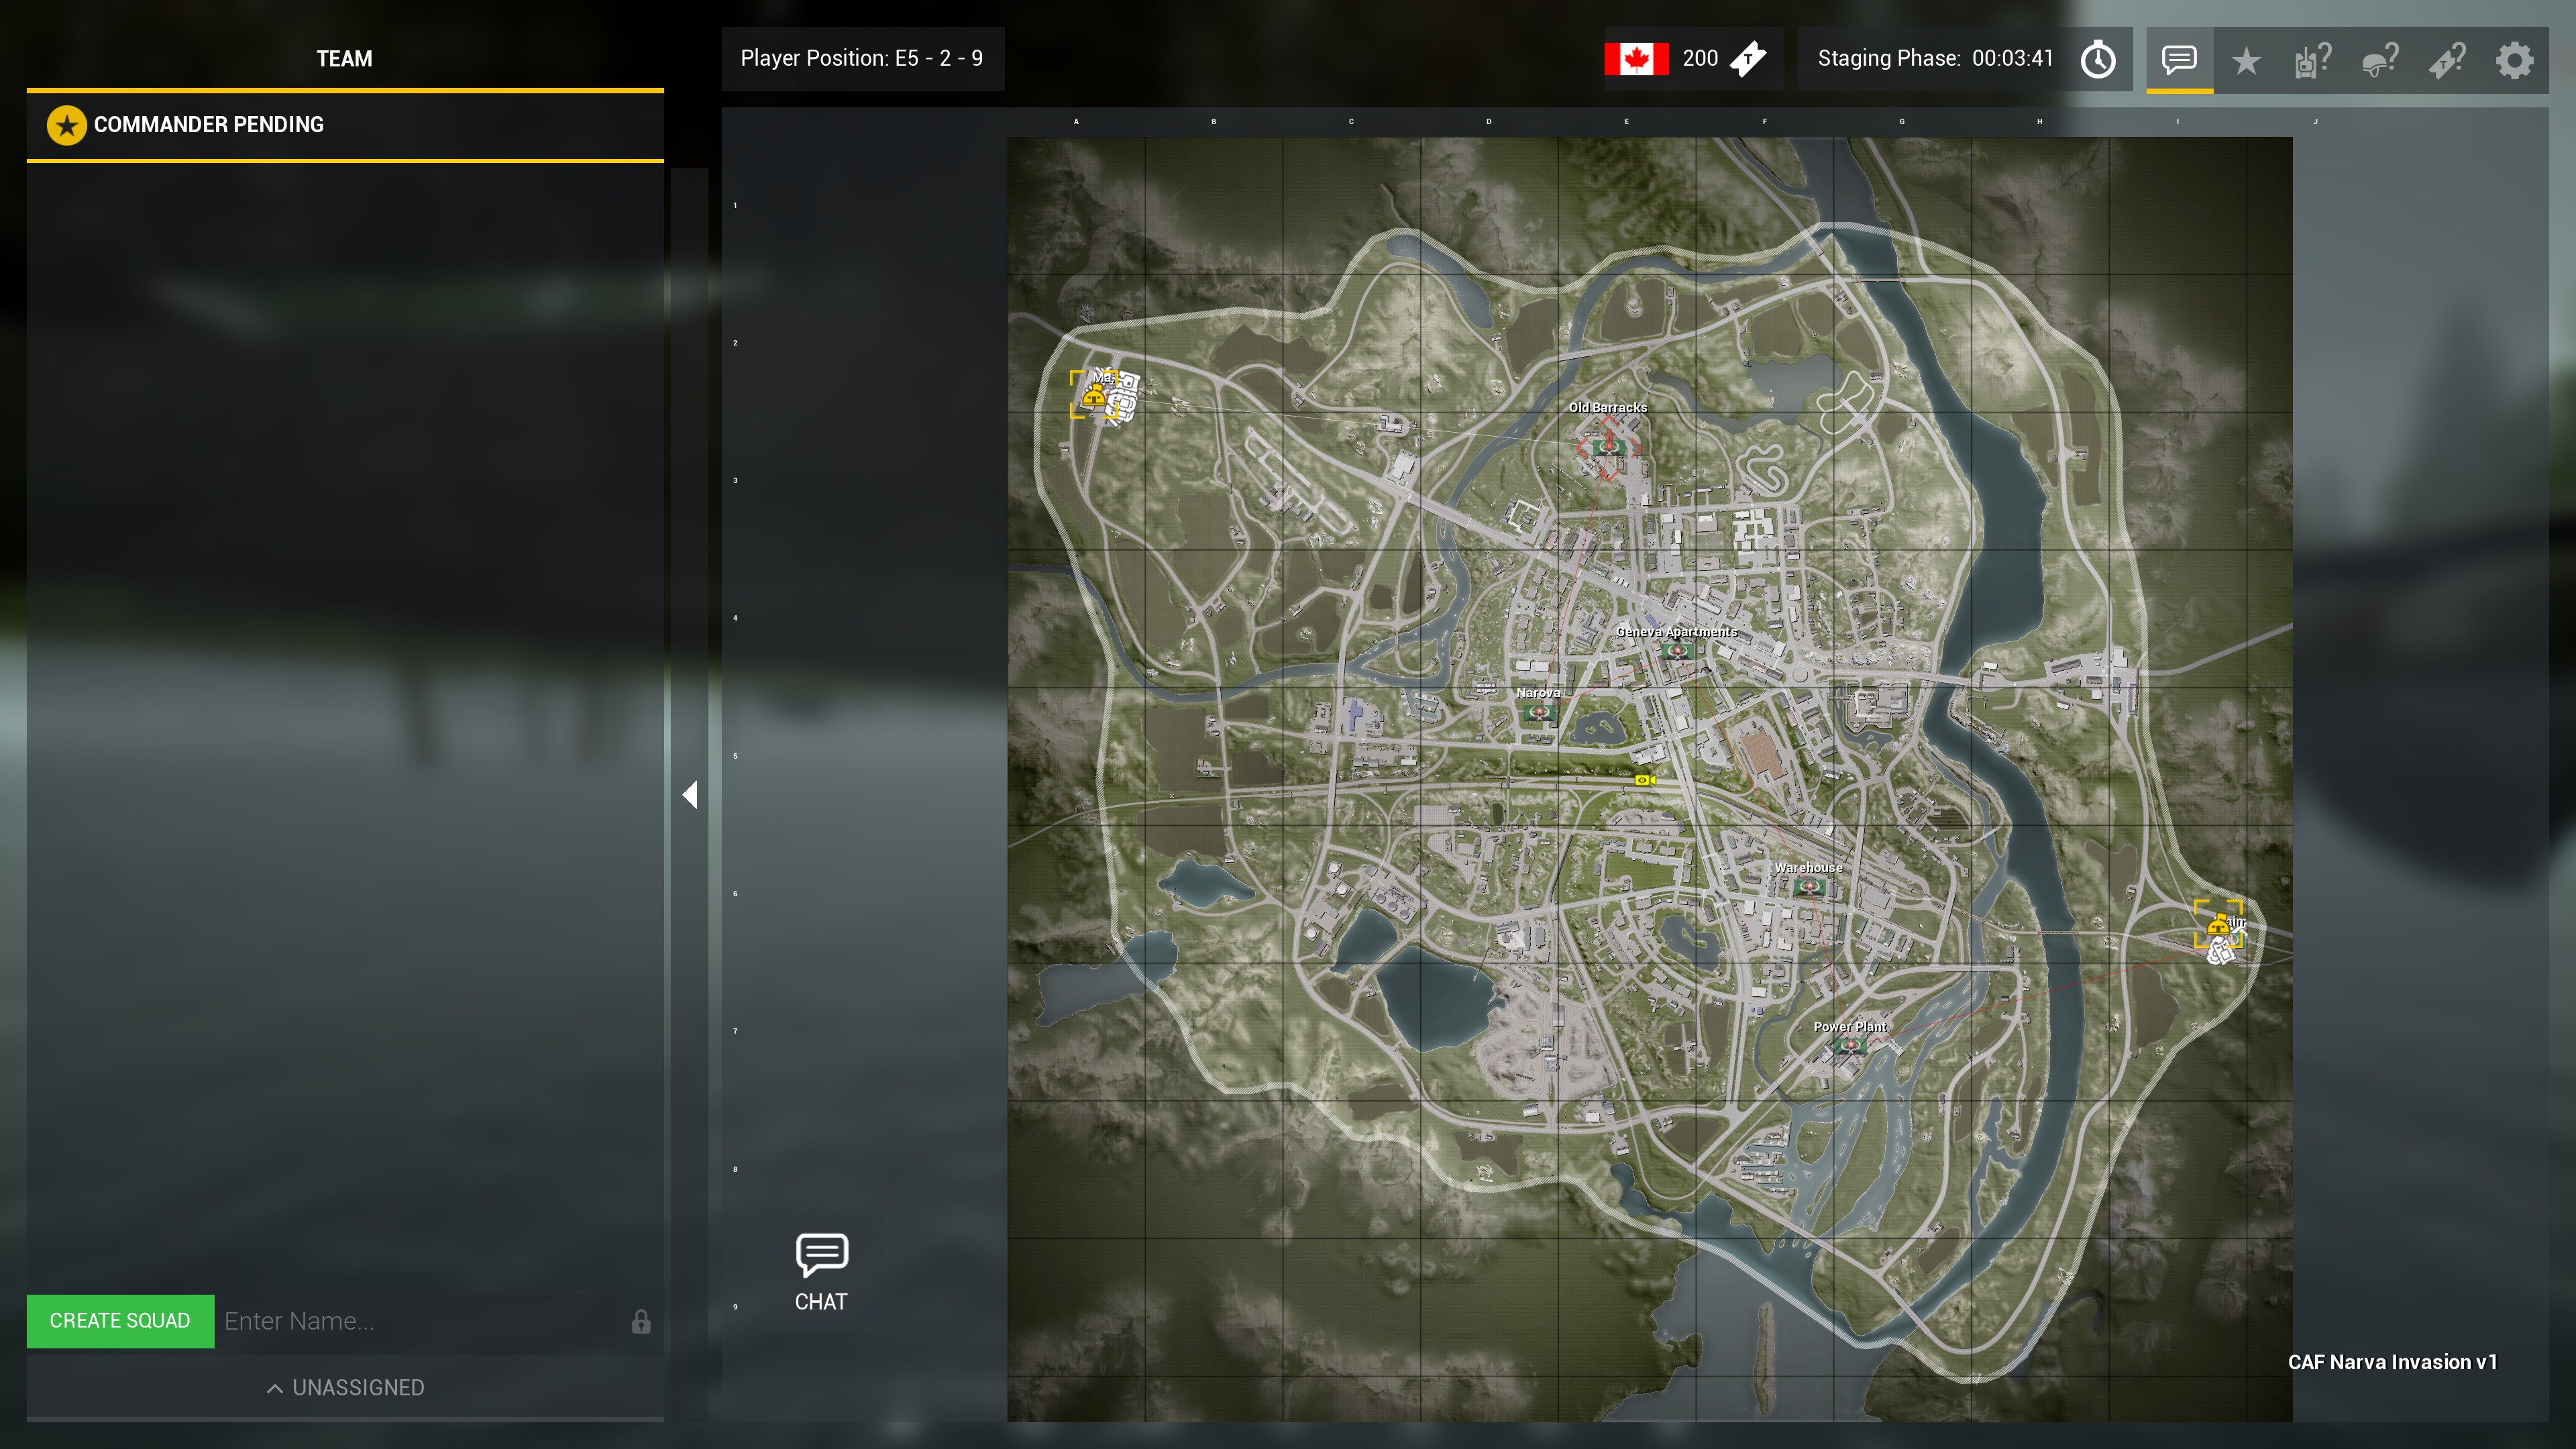 TEAM
Player Position: E5 - 2 - 9
200
T
Staging Phase: 00:03:41
COMMANDER PENDING
A B C D E F G H I J
1
2
3
4
5
6
7
8
9
Old Barracks
Geneva Apartments
Narova
Warehouse
Power Plant
CHAT
CREATE SQUAD Enter Name...
UNASSIGNED
CAF Narva Invasion v1